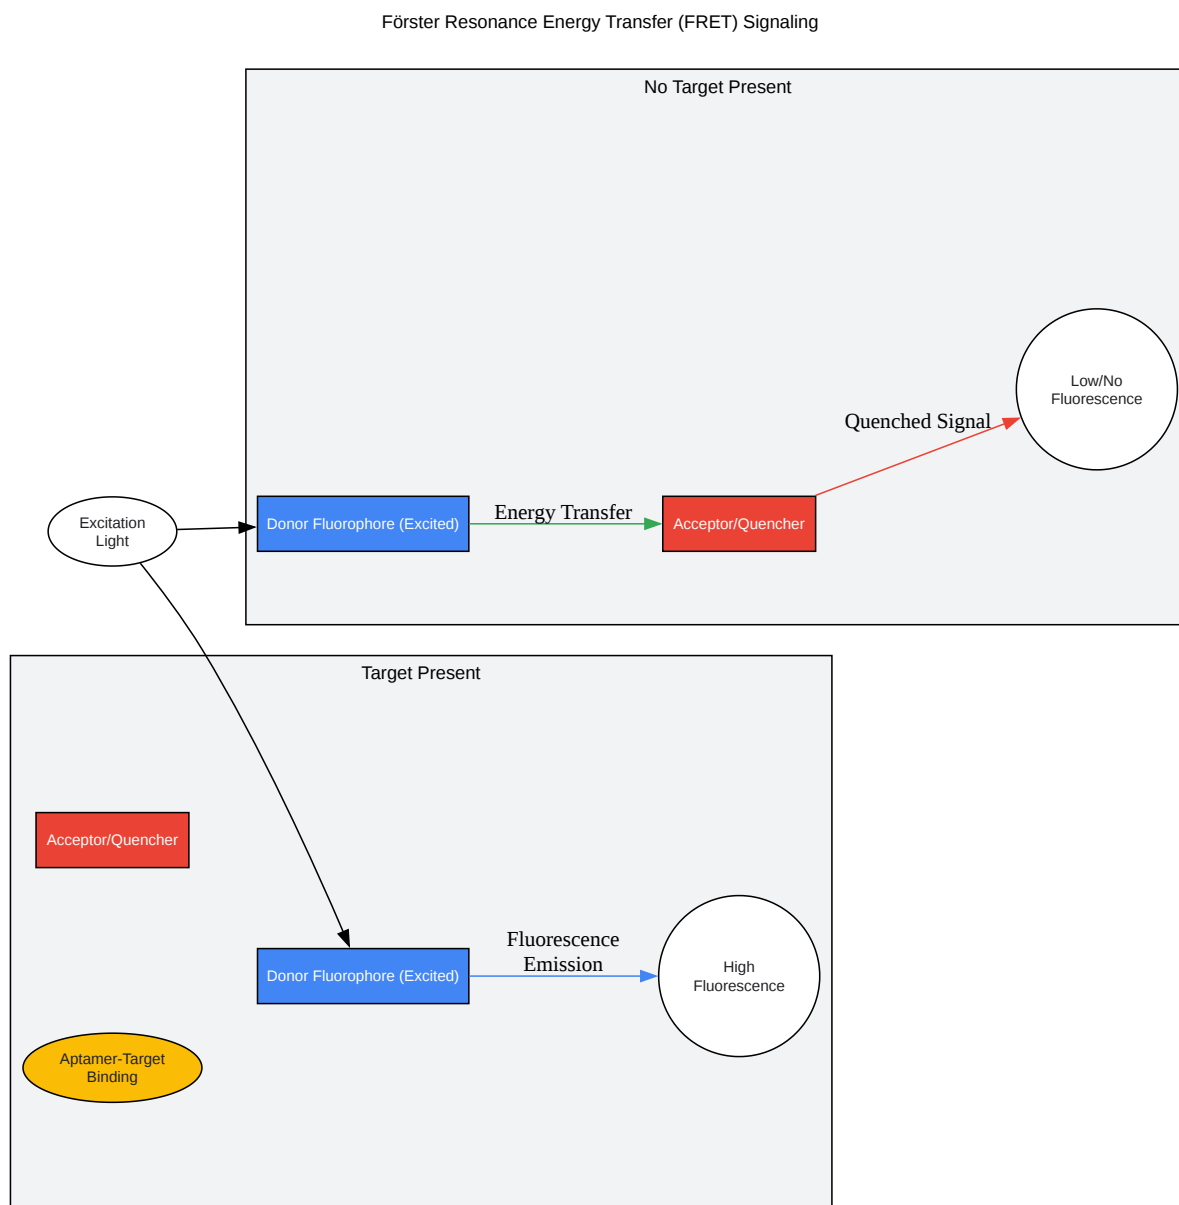 Förster Resonance Energy Transfer (FRET) Signaling
No Target Present
Low/No
Fluorescence
Quenched Signal
Excitation
Light
Donor Fluorophore (Excited)
Energy Transfer
Acceptor/Quencher
Target Present
Acceptor/Quencher
Donor Fluorophore (Excited)
Fluorescence
Emission
High
Fluorescence
Aptamer-Target
Binding